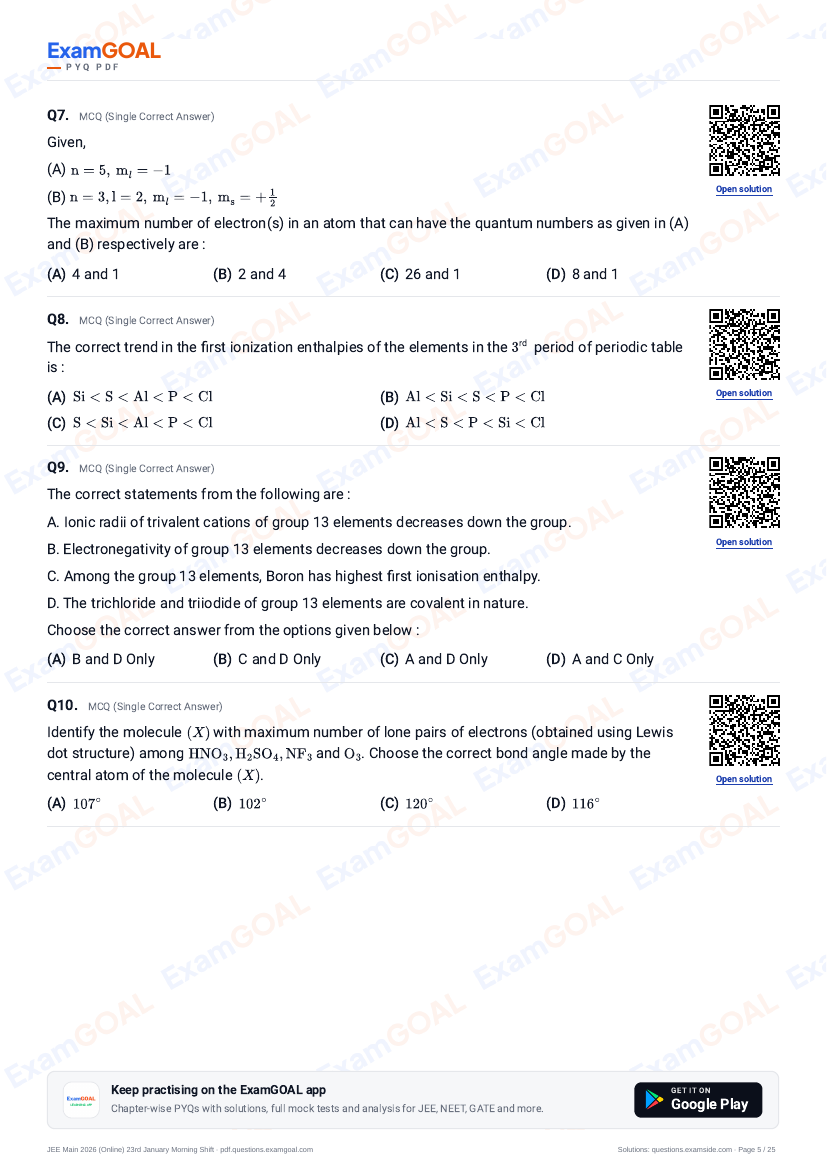 ExamGOAL
PYQ PDF
Q7. MCQ (Single Correct Answer)
Given,
(A) n = 5, m_l = −1
(B) n = 3, l = 2, m_l = −1, m_s = +1/2
The maximum number of electron(s) in an atom that can have the quantum numbers as given in (A)
and (B) respectively are :
(A) 4 and 1 (B) 2 and 4 (C) 26 and 1 (D) 8 and 1
Open solution
Q8. MCQ (Single Correct Answer)
The correct trend in the first ionization enthalpies of the elements in the 3rd period of periodic table
is :
(A) Si < S < Al < P < Cl (B) Al < Si < S < P < Cl
(C) S < Si < Al < P < Cl (D) Al < S < P < Si < Cl
Open solution
Q9. MCQ (Single Correct Answer)
The correct statements from the following are :
A. Ionic radii of trivalent cations of group 13 elements decreases down the group.
B. Electronegativity of group 13 elements decreases down the group.
C. Among the group 13 elements, Boron has highest first ionisation enthalpy.
D. The trichloride and triiodide of group 13 elements are covalent in nature.
Choose the correct answer from the options given below :
(A) B and D Only (B) C and D Only (C) A and D Only (D) A and C Only
Open solution
Q10. MCQ (Single Correct Answer)
Identify the molecule (X) with maximum number of lone pairs of electrons (obtained using Lewis
dot structure) among HNO₃, H₂SO₄, NF₃ and O₃. Choose the correct bond angle made by the
central atom of the molecule (X).
(A) 107° (B) 102° (C) 120° (D) 116°
Open solution
ExamGOAL
Keep practising on the ExamGOAL app
Chapter-wise PYQs with solutions, full mock tests and analysis for JEE, NEET, GATE and more.
GET IT ON
Google Play
JEE Main 2026 (Online) 23rd January Morning Shift · pdf.questions.examgoal.com
Solutions: questions.examside.com · Page 5 / 25